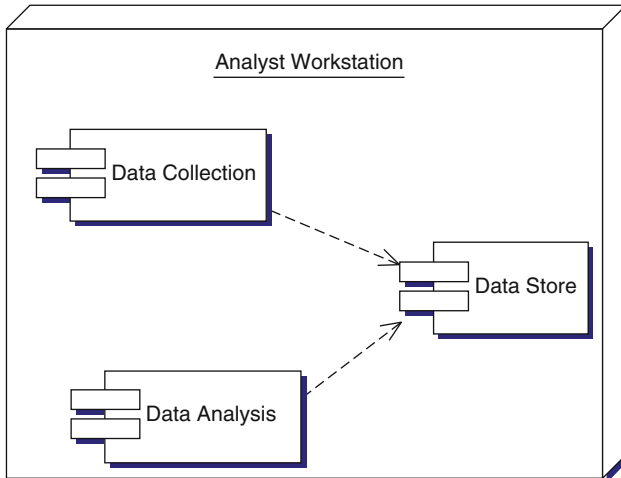 Analyst Workstation
Data Collection
Data Store
Data Analysis